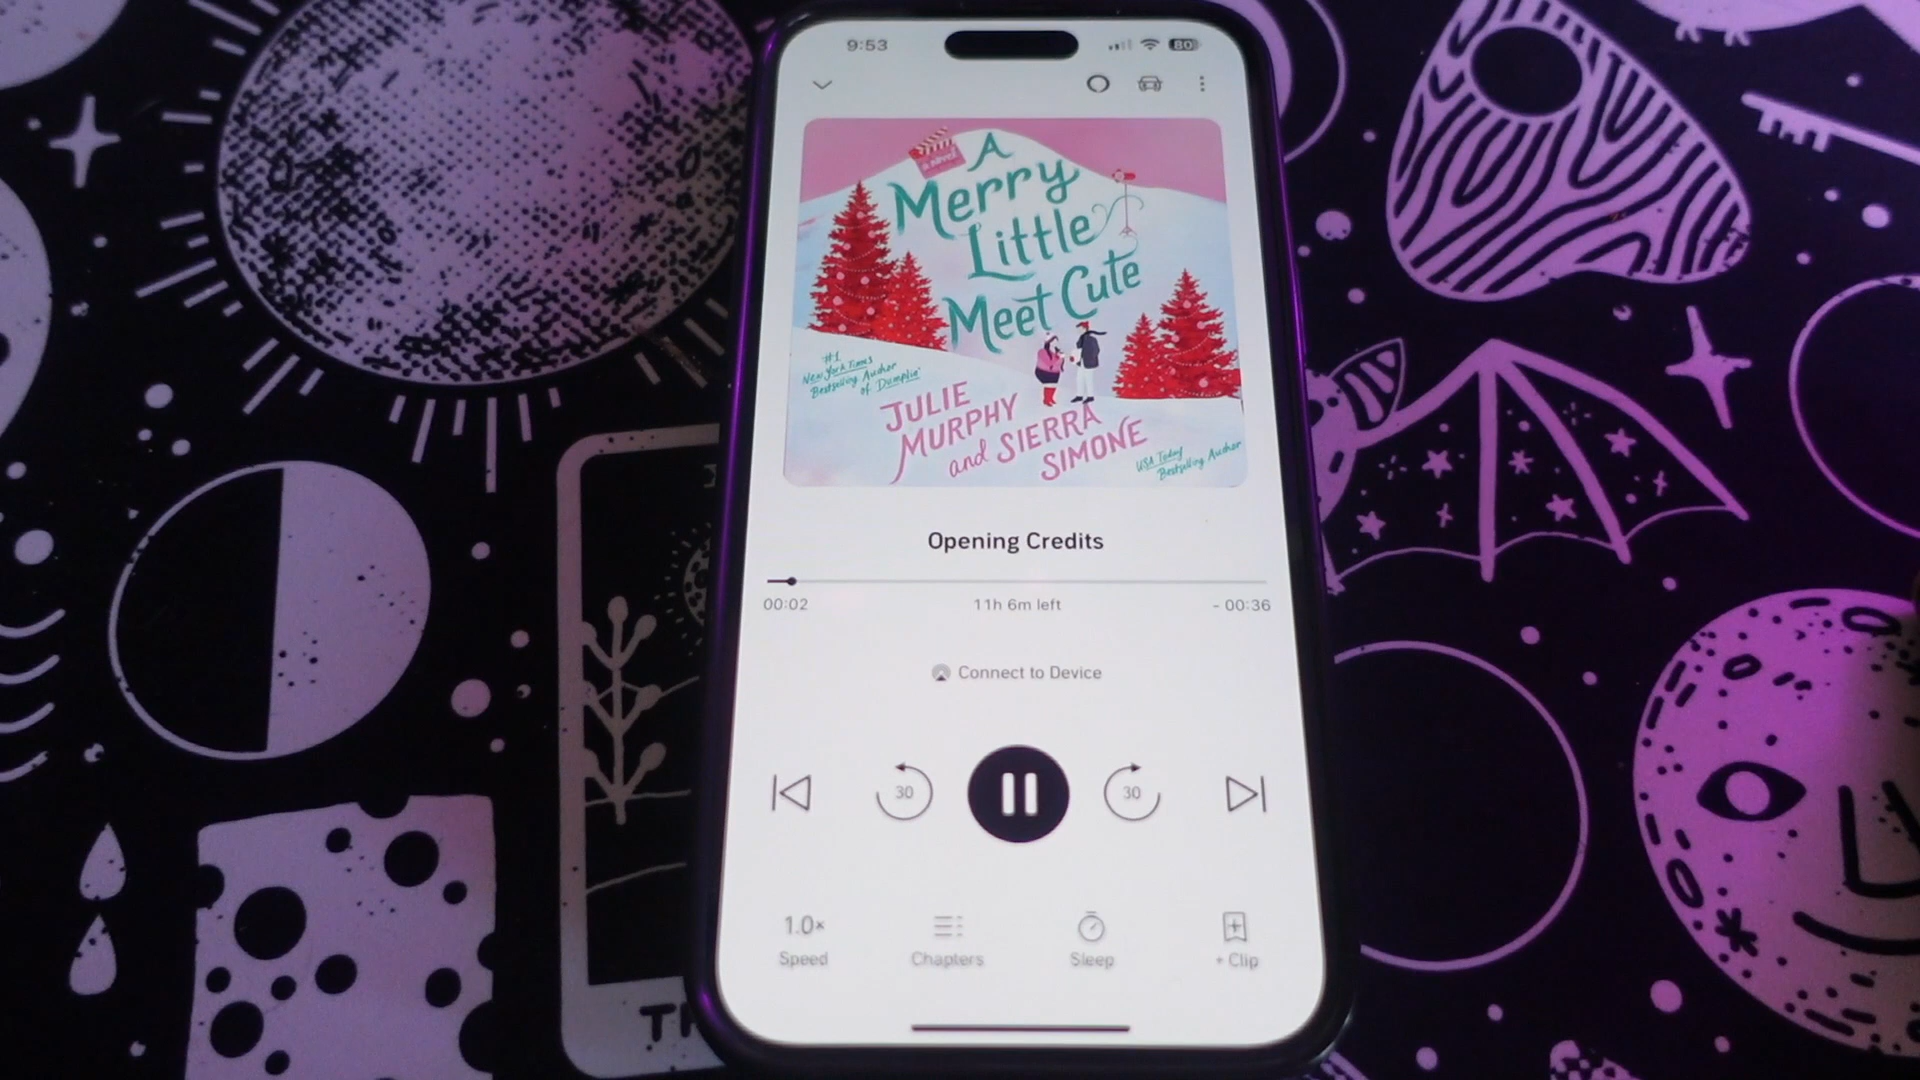 9:53
80
A
a novel
Merry
Little
Meet Cute
#1
New York Times
Bestselling Author
of Dumplin'
JULIE
MURPHY
and SIERRA
SIMONE
USA Today
Bestselling Author
Opening Credits
00:02 11h 6m left - 00:36
Connect to Device
30 30
1.0x
Speed Chapters Sleep + Clip